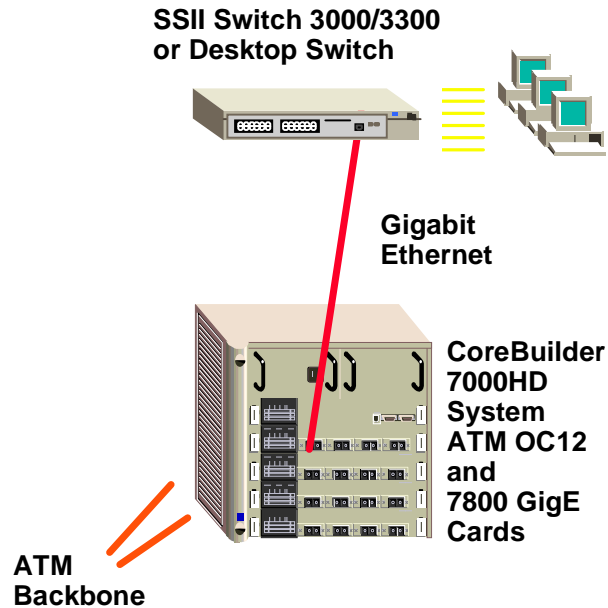 SSII Switch 3000/3300
or Desktop Switch
Gigabit
Ethernet
CoreBuilder
7000HD
System
ATM OC12
and
7800 GigE
Cards
ATM
Backbone